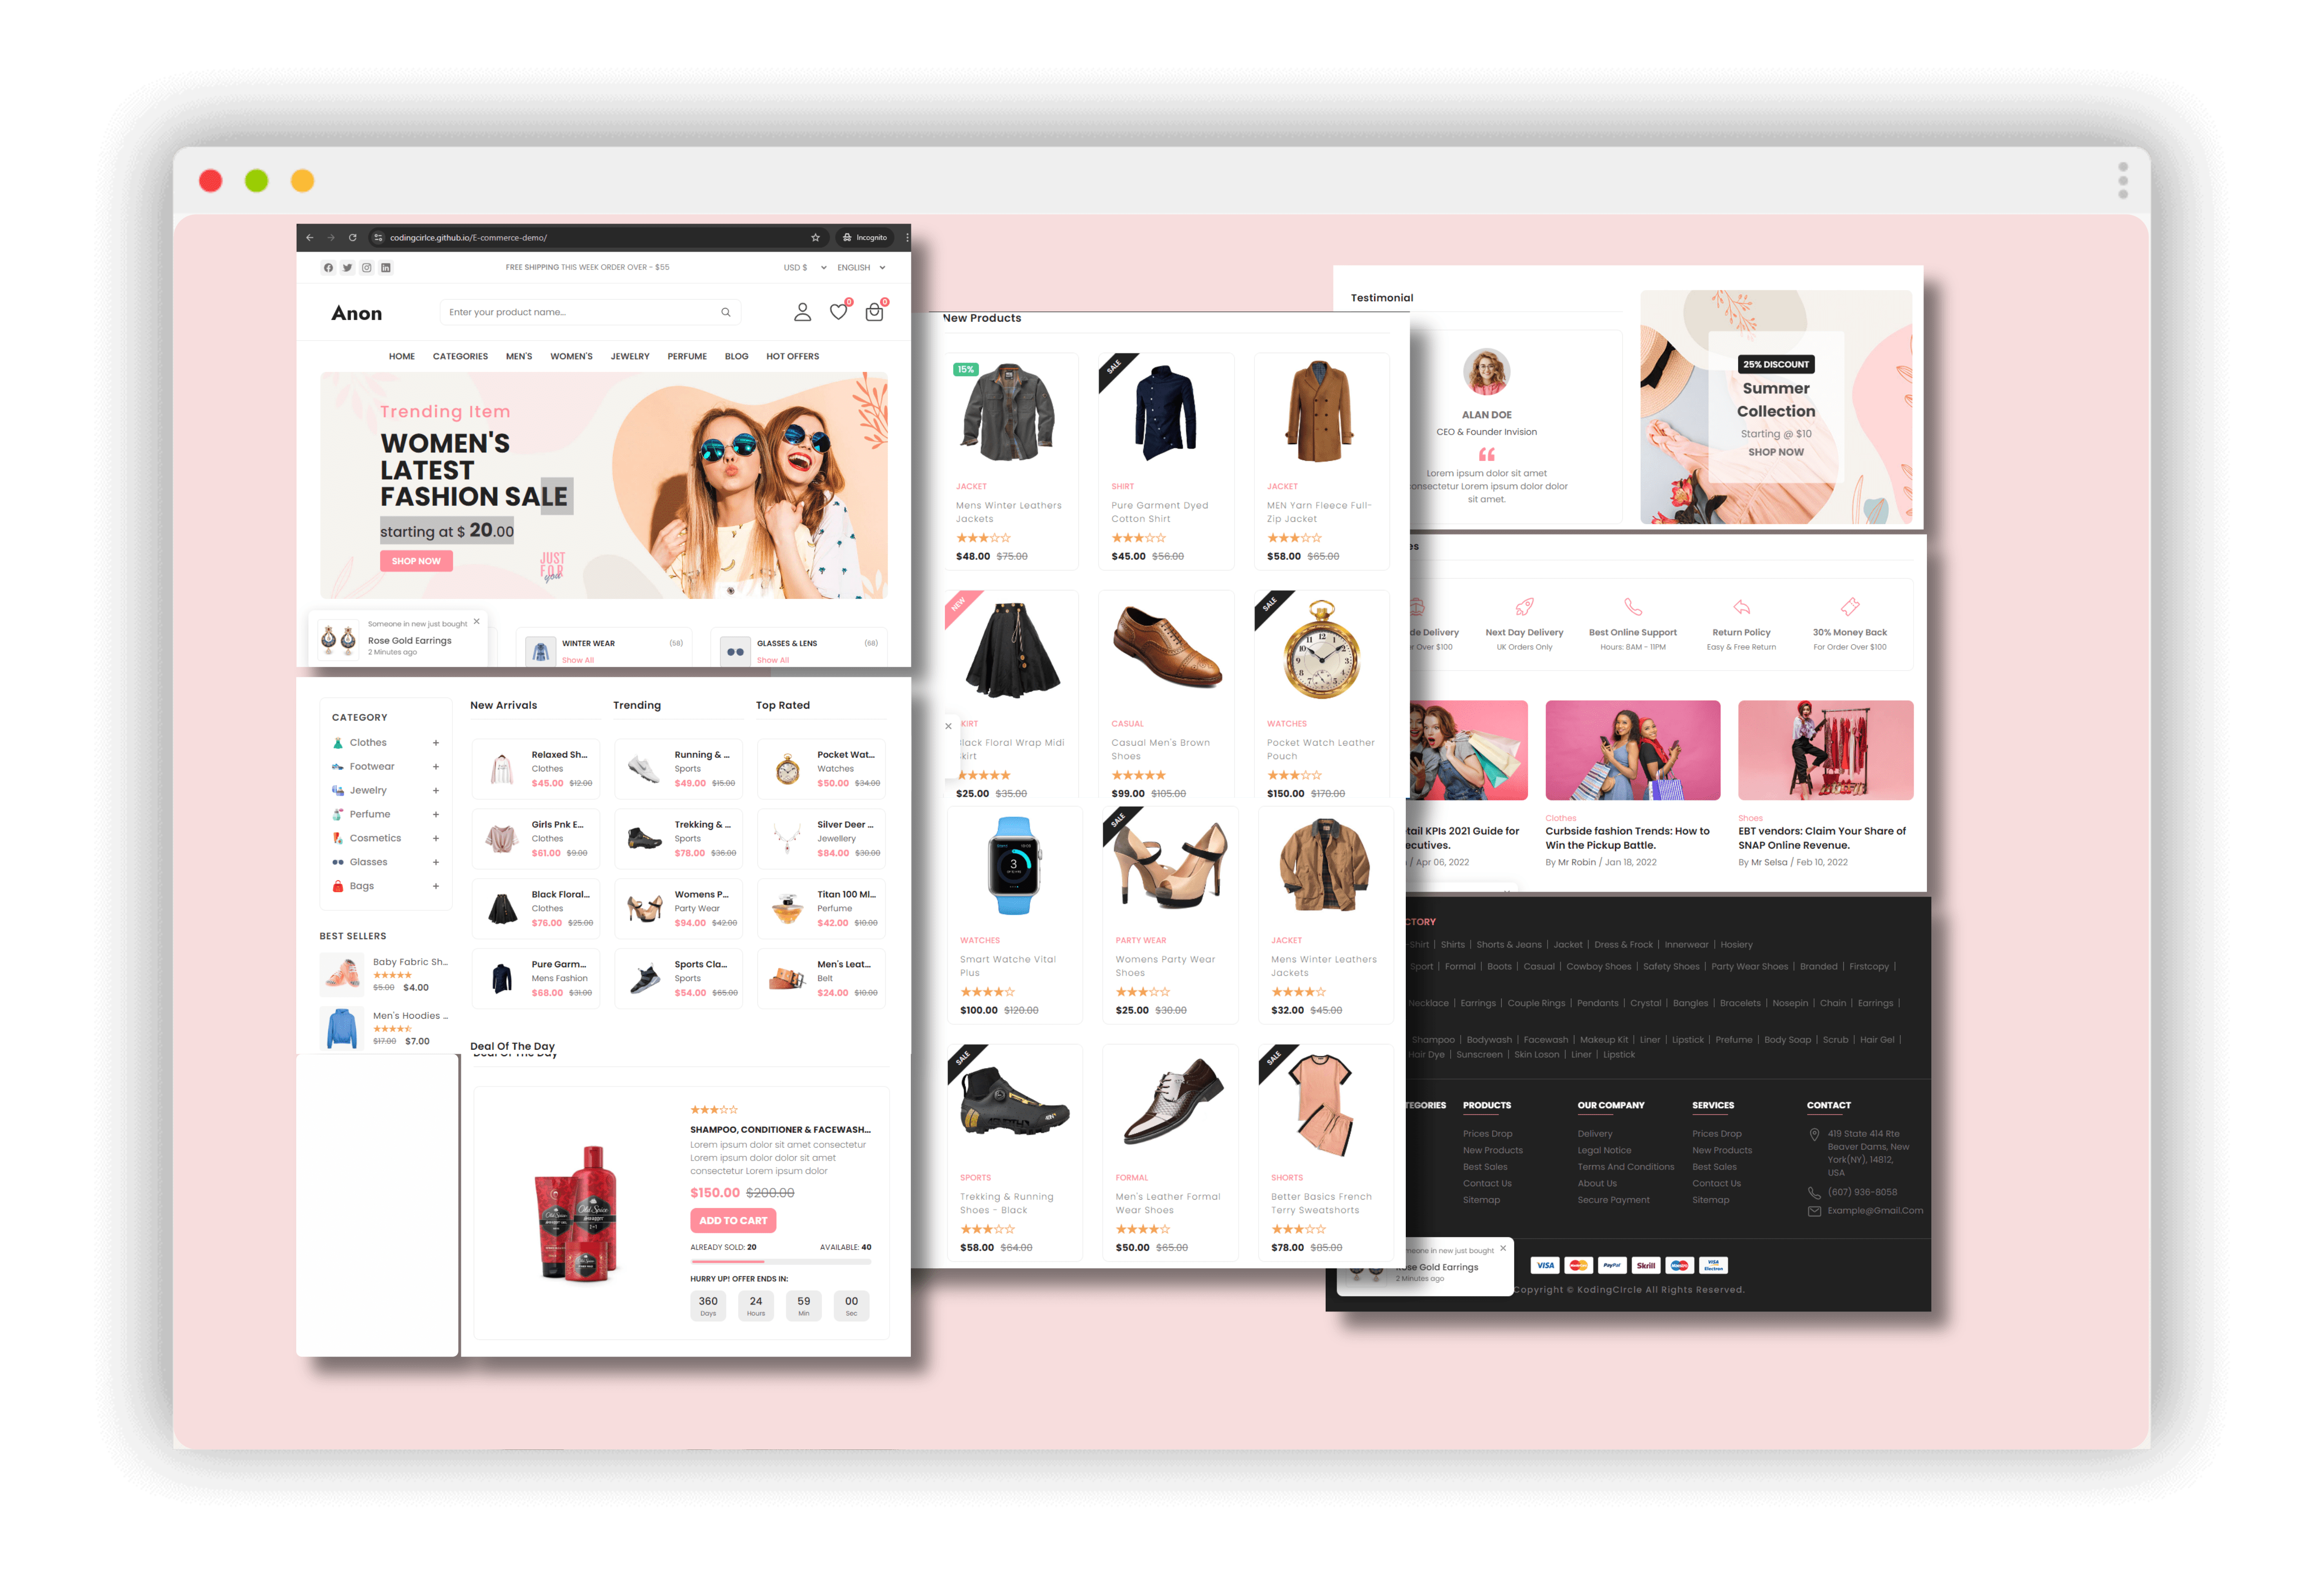 codingcirlce.github.io/E-commerce-demo/
Incognito
FREE SHIPPING THIS WEEK ORDER OVER - $55
USD $
ENGLISH
Anon
Enter your product name...
0
0
HOME CATEGORIES MEN'S WOMEN'S JEWELRY PERFUME BLOG HOT OFFERS
Trending Item
WOMEN'S
LATEST
FASHION SALE
starting at $ 20.00
SHOP NOW
JUST
FOR
you
Someone in new just bought
Rose Gold Earrings
2 Minutes ago
WINTER WEAR (58)
Show All
GLASSES & LENS (68)
Show All
CATEGORY
Clothes +
Footwear +
Jewelry +
Perfume +
Cosmetics +
Glasses +
Bags +
BEST SELLERS
Baby Fabric Sh...
$5.00 $4.00
Men's Hoodies ...
$17.00 $7.00
New Arrivals
Relaxed Sh...
Clothes
$45.00 $12.00
Girls Pnk E...
Clothes
$61.00 $9.00
Black Floral...
Clothes
$76.00 $25.00
Pure Garm...
Mens Fashion
$68.00 $31.00
Trending
Running & ...
Sports
$49.00 $15.00
Trekking & ...
Sports
$78.00 $36.00
Womens P...
Party Wear
$94.00 $42.00
Sports Cla...
Sports
$54.00 $65.00
Top Rated
Pocket Wat...
Watches
$50.00 $34.00
Silver Deer ...
Jewellery
$84.00 $30.00
Titan 100 Ml...
Perfume
$42.00 $10.00
Men's Leat...
Belt
$24.00 $10.00
Deal Of The Day
Deal Of The Day
SHAMPOO, CONDITIONER & FACEWASH...
Lorem ipsum dolor sit amet consectetur
Lorem ipsum dolor dolor sit amet
consectetur Lorem ipsum dolor
$150.00 $200.00
ADD TO CART
ALREADY SOLD: 20 AVAILABLE: 40
HURRY UP! OFFER ENDS IN:
360 24 59 00
Days Hours Min Sec
Old Spice
Old Spice
New Products
15%
JACKET
Mens Winter Leathers
Jackets
$48.00 $75.00
SALE
SHIRT
Pure Garment Dyed
Cotton Shirt
$45.00 $56.00
JACKET
MEN Yarn Fleece Full-
Zip Jacket
$58.00 $65.00
NEW
KIRT
lack Floral Wrap Midi
kirt
$25.00 $35.00
CASUAL
Casual Men's Brown
Shoes
$99.00 $105.00
SALE
WATCHES
Pocket Watch Leather
Pouch
$150.00 $170.00
WATCHES
Smart Watche Vital
Plus
$100.00 $120.00
SALE
PARTY WEAR
Womens Party Wear
Shoes
$25.00 $30.00
JACKET
Mens Winter Leathers
Jackets
$32.00 $45.00
SALE
SPORTS
Trekking & Running
Shoes - Black
$58.00 $64.00
FORMAL
Men's Leather Formal
Wear Shoes
$50.00 $65.00
SALE
SHORTS
Better Basics French
Terry Sweatshorts
$78.00 $85.00
Testimonial
ALAN DOE
CEO & Founder Invision
Lorem ipsum dolor sit amet
onsectetur Lorem ipsum dolor dolor
sit amet.
25% DISCOUNT
Summer
Collection
Starting @ $10
SHOP NOW
es
de Delivery
r Over $100
Next Day Delivery
UK Orders Only
Best Online Support
Hours: 8AM - 11PM
Return Policy
Easy & Free Return
30% Money Back
For Order Over $100
tail KPIs 2021 Guide for
ecutives.
/ Apr 06, 2022
Clothes
Curbside fashion Trends: How to
Win the Pickup Battle.
By Mr Robin / Jan 18, 2022
Shoes
EBT vendors: Claim Your Share of
SNAP Online Revenue.
By Mr Selsa / Feb 10, 2022
CTORY
-Shirt | Shirts | Shorts & Jeans | Jacket | Dress & Frock | Innerwear | Hosiery
Sport | Formal | Boots | Casual | Cowboy Shoes | Safety Shoes | Party Wear Shoes | Branded | Firstcopy |
Necklace | Earrings | Couple Rings | Pendants | Crystal | Bangles | Bracelets | Nosepin | Chain | Earrings |
Shampoo | Bodywash | Facewash | Makeup Kit | Liner | Lipstick | Prefume | Body Soap | Scrub | Hair Gel |
Hair Dye | Sunscreen | Skin Loson | Liner | Lipstick
TEGORIES
PRODUCTS
Prices Drop
New Products
Best Sales
Contact Us
Sitemap
OUR COMPANY
Delivery
Legal Notice
Terms And Conditions
About Us
Secure Payment
SERVICES
Prices Drop
New Products
Best Sales
Contact Us
Sitemap
CONTACT
419 State 414 Rte
Beaver Dams, New
York(NY), 14812,
USA
(607) 936-8058
Example@Gmail.Com
meone in new just bought
se Gold Earrings
2 Minutes ago
VISA PayPal Skrill VISA Electron
Copyright © KodingCIrcle All Rights Reserved.